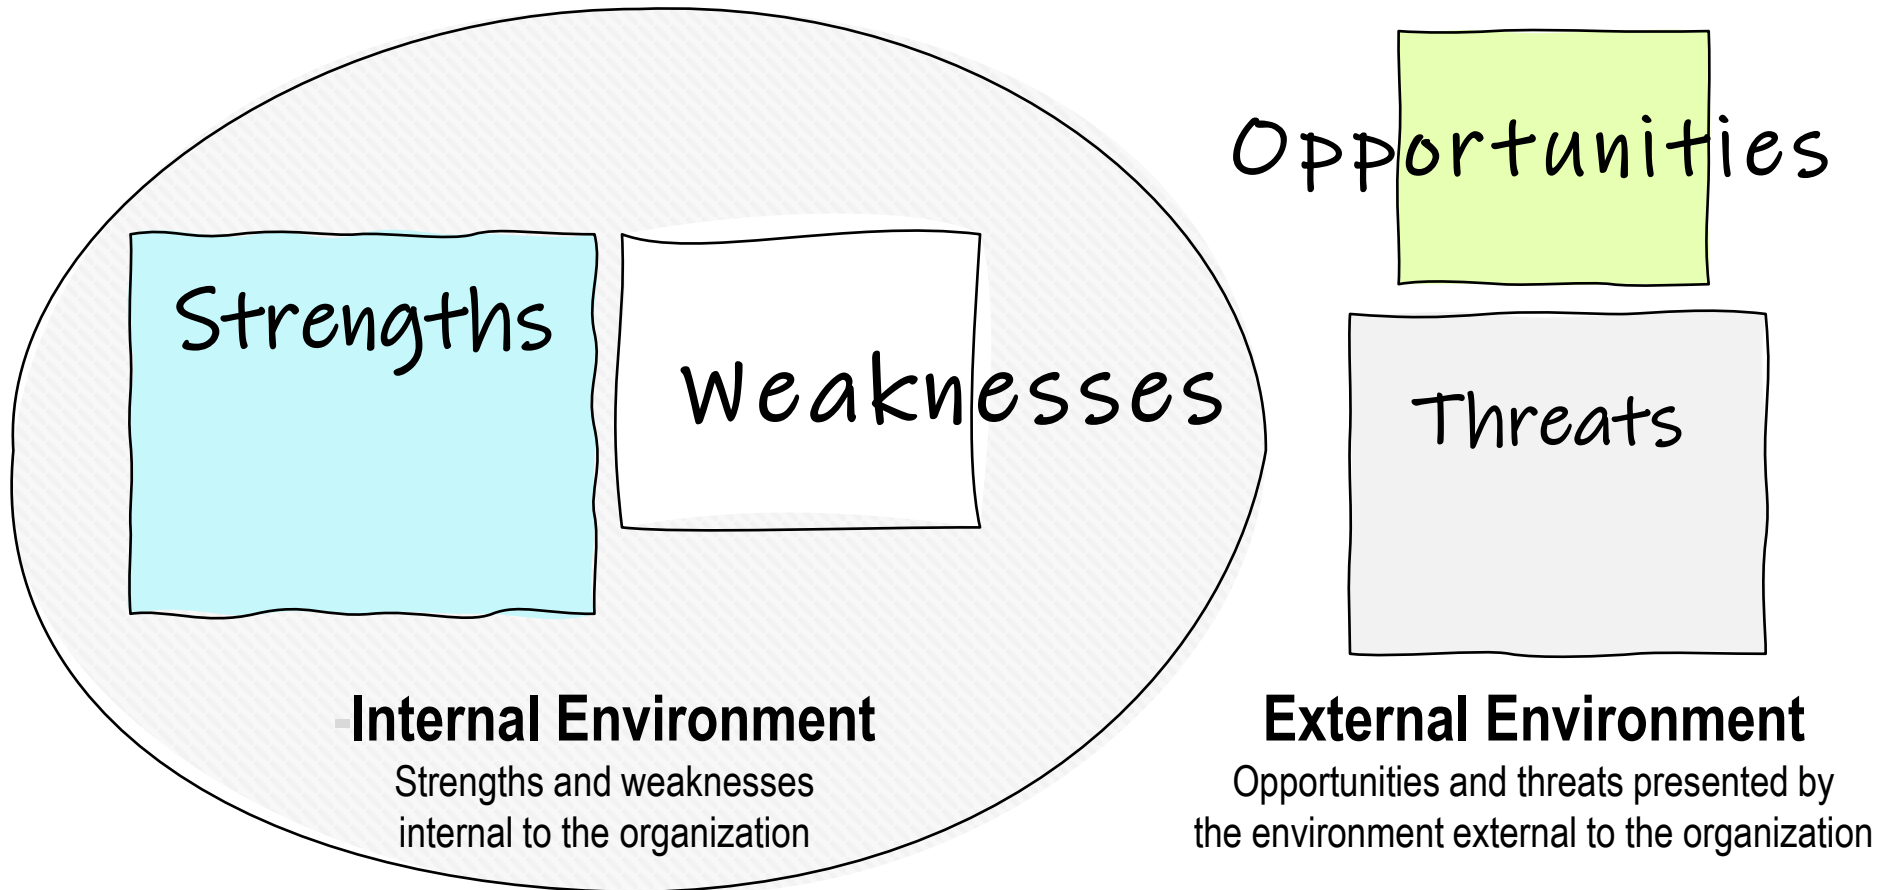 Opportunities
Strengths
Weaknesses
Threats
Internal Environment
Strengths and weaknesses
internal to the organization
External Environment
Opportunities and threats presented by
the environment external to the organization